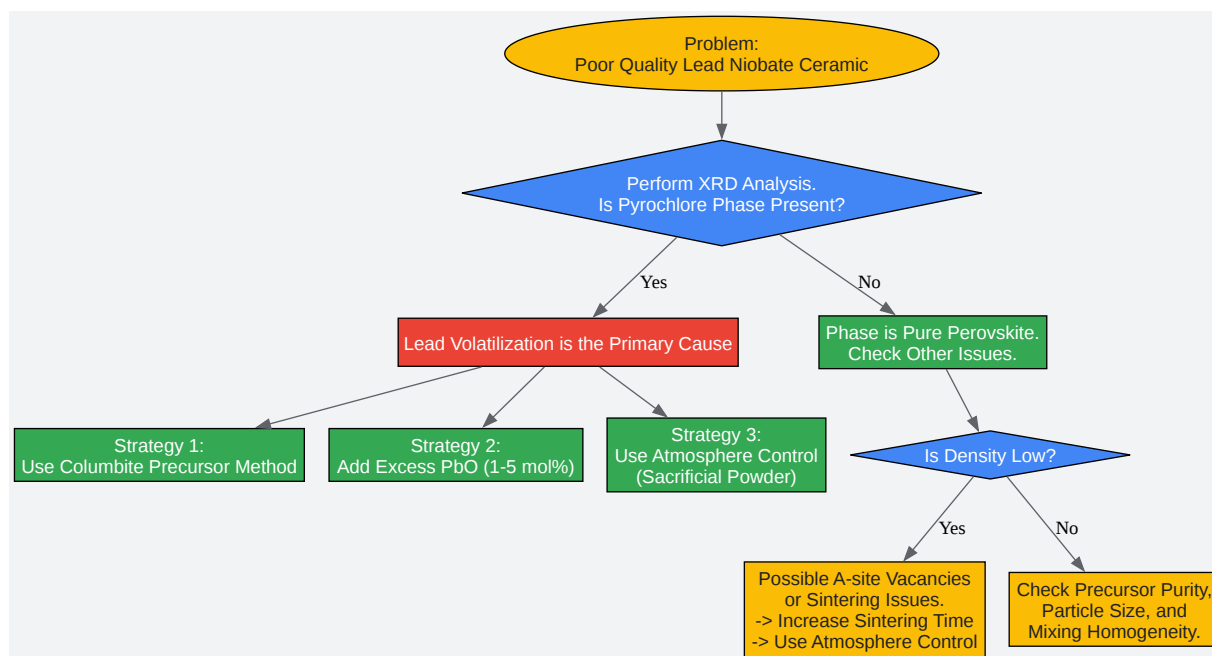 Problem:
Poor Quality Lead Niobate Ceramic
Perform XRD Analysis.
Is Pyrochlore Phase Present?
Yes
No
Lead Volatilization is the Primary Cause
Phase is Pure Perovskite.
Check Other Issues.
Strategy 1:
Use Columbite Precursor Method
Strategy 2:
Add Excess PbO (1-5 mol%)
Strategy 3:
Use Atmosphere Control
(Sacrificial Powder)
Is Density Low?
Yes
No
Possible A-site Vacancies
or Sintering Issues.
-> Increase Sintering Time
-> Use Atmosphere Control
Check Precursor Purity,
Particle Size, and
Mixing Homogeneity.